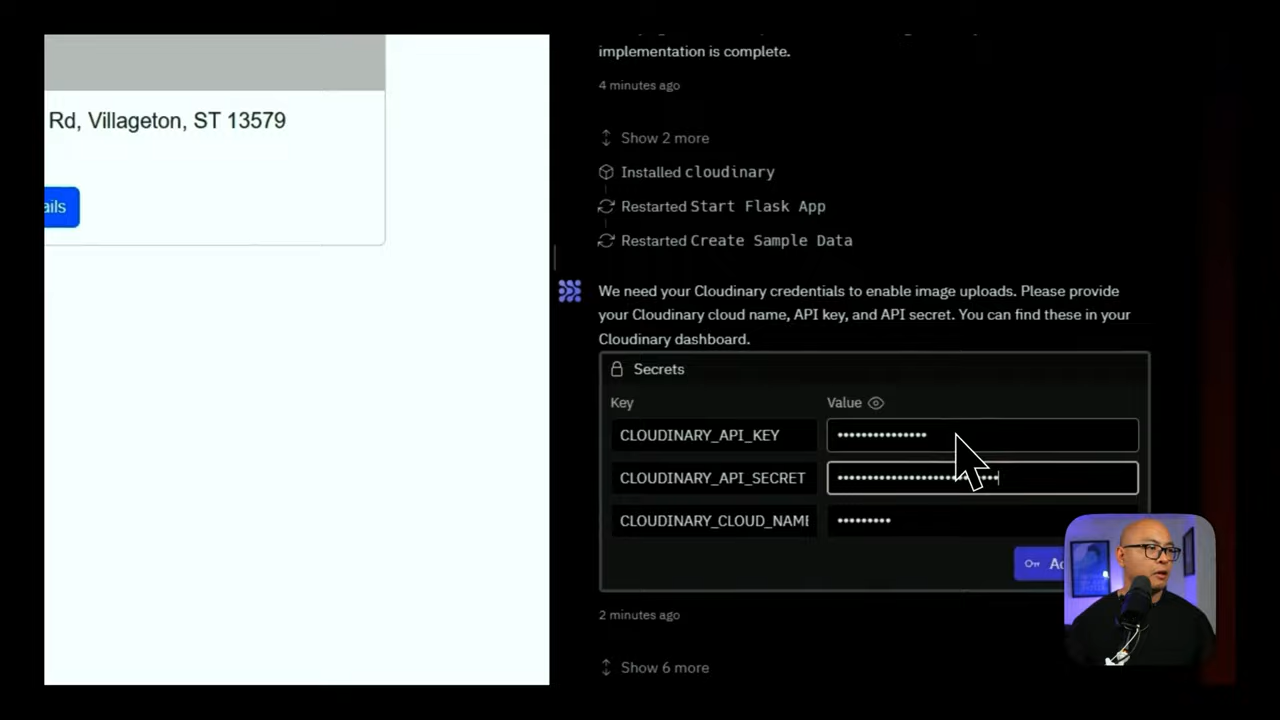 Rd, Villageton, ST 13579
ails
implementation is complete.
4 minutes ago
Show 2 more
Installed cloudinary
Restarted Start Flask App
Restarted Create Sample Data
We need your Cloudinary credentials to enable image uploads. Please provide
your Cloudinary cloud name, API key, and API secret. You can find these in your
Cloudinary dashboard.
Secrets
Key Value
CLOUDINARY_API_KEY
CLOUDINARY_API_SECRET
CLOUDINARY_CLOUD_NAM
2 minutes ago
Show 6 more